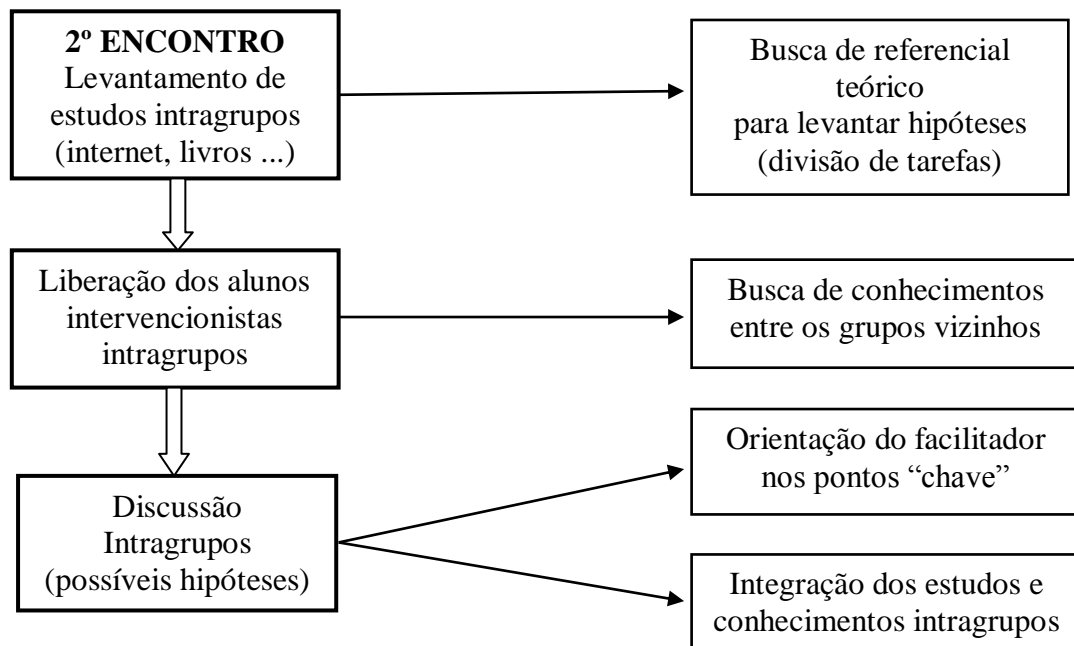 2º ENCONTRO
Levantamento de
estudos intragrupos
(internet, livros ...)
Busca de referencial
teórico
para levantar hipóteses
(divisão de tarefas)
Liberação dos alunos
intervencionistas
intragrupos
Busca de conhecimentos
entre os grupos vizinhos
Discussão
Intragrupos
(possíveis hipóteses)
Orientação do facilitador
nos pontos “chave”
Integração dos estudos e
conhecimentos intragrupos